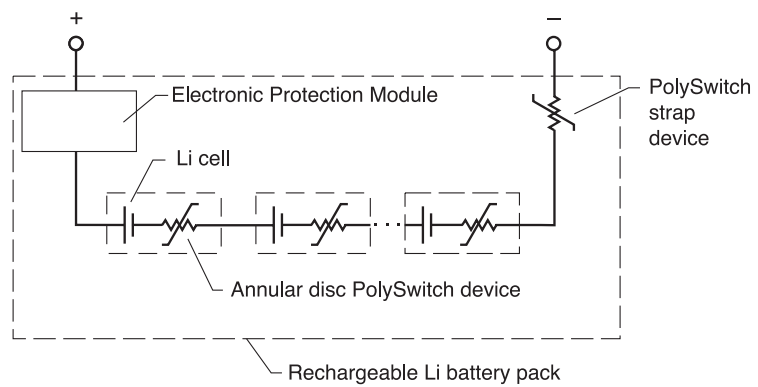 +
–
Electronic Protection Module
PolySwitch
strap
device
Li cell
Annular disc PolySwitch device
Rechargeable Li battery pack